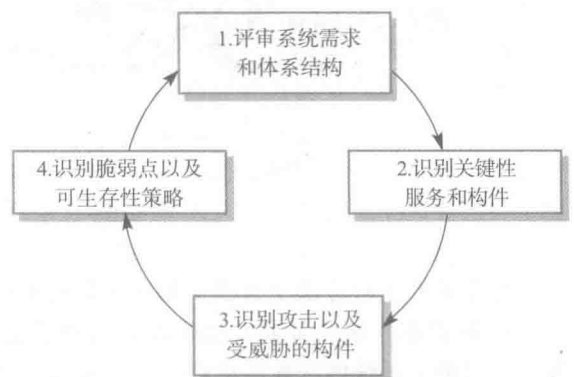 1.评审系统需求
和体系结构
2.识别关键性
服务和构件
3.识别攻击以及
受威胁的构件
4.识别脆弱点以及
可生存性策略